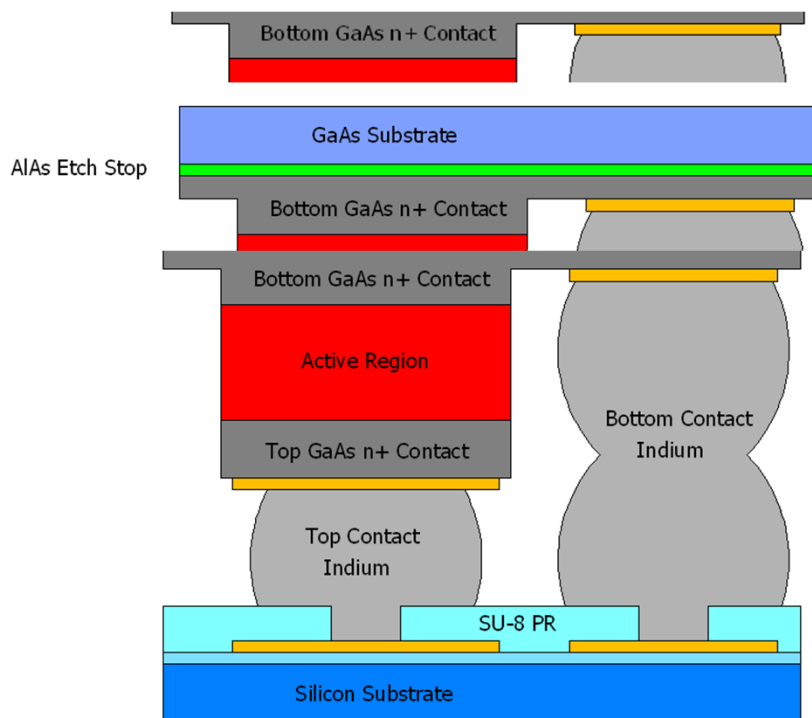 Bottom GaAs n+ Contact
GaAs Substrate
AlAs Etch Stop
Bottom GaAs n+ Contact
Bottom GaAs n+ Contact
Active Region
Bottom Contact
Indium
Top GaAs n+ Contact
Top Contact
Indium
SU-8 PR
Silicon Substrate